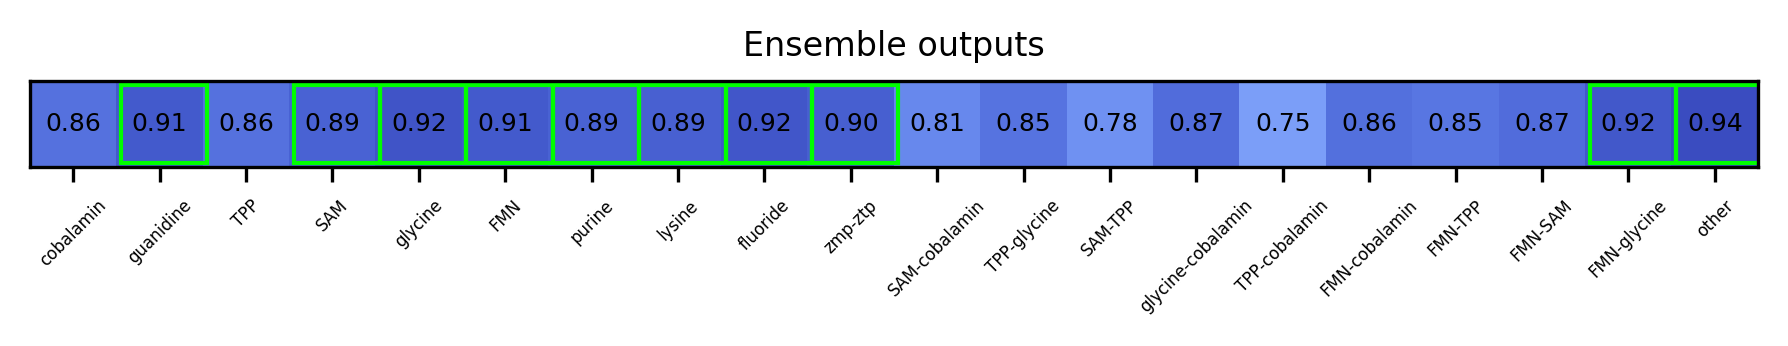 Ensemble outputs
0.86 0.91 0.86 0.89 0.92 0.91 0.89 0.89 0.92 0.90 0.81 0.85 0.78 0.87 0.75 0.86 0.85 0.87 0.92 0.94
cobalamin guanidine TPP SAM glycine FMN purine lysine fluoride zmp-ztp SAM-cobalamin TPP-glycine SAM-TPP glycine-cobalamin TPP-cobalamin FMN-cobalamin FMN-TPP FMN-SAM FMN-glycine other